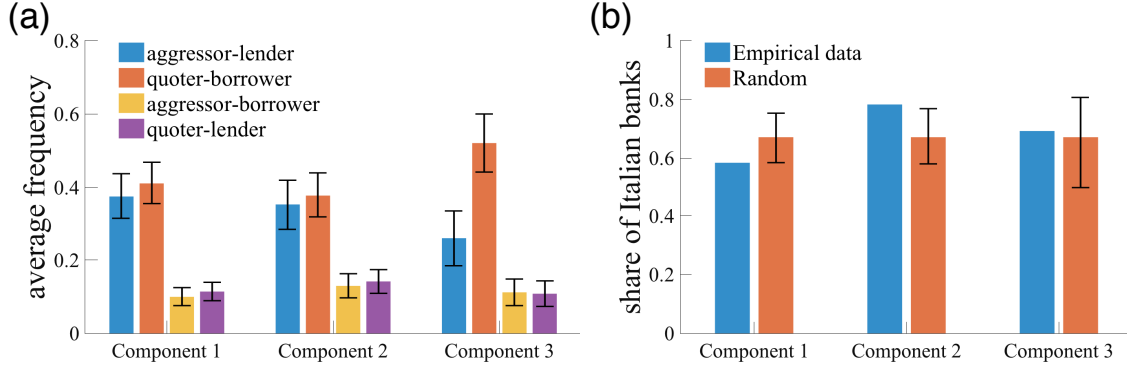 (a)
average frequency
0.8
0.6
0.4
0.2
0
aggressor-lender
quoter-borrower
aggressor-borrower
quoter-lender
Component 1
Component 2
Component 3
(b)
share of Italian banks
1
0.8
0.6
0.4
0.2
0
Empirical data
Random
Component 1
Component 2
Component 3